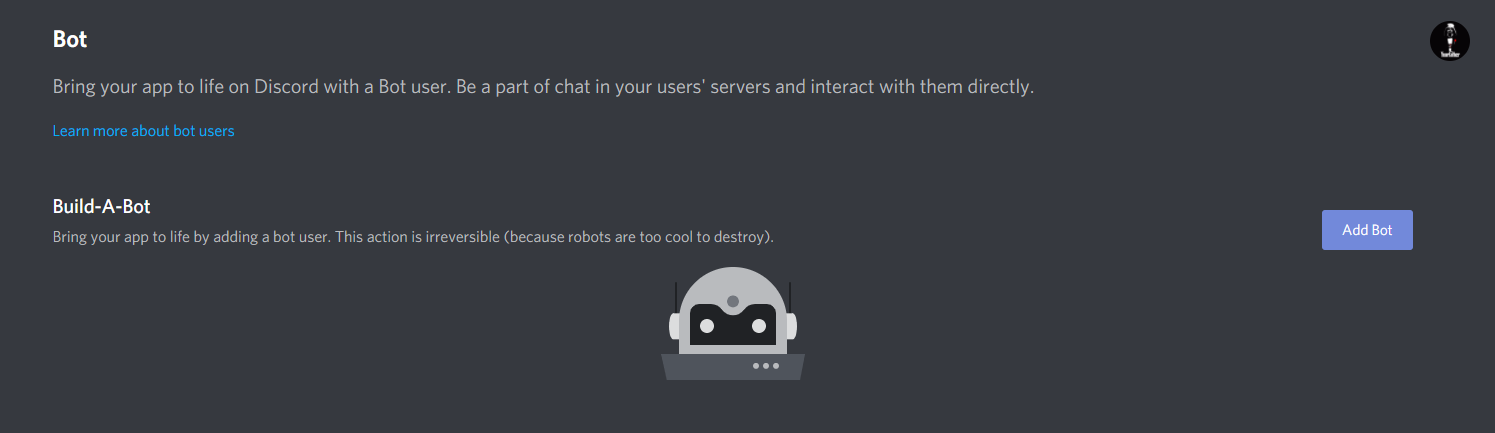 Bot
Bring your app to life on Discord with a Bot user. Be a part of chat in your users' servers and interact with them directly.
Learn more about bot users
Build-A-Bot
Bring your app to life by adding a bot user. This action is irreversible (because robots are too cool to destroy).
Add Bot